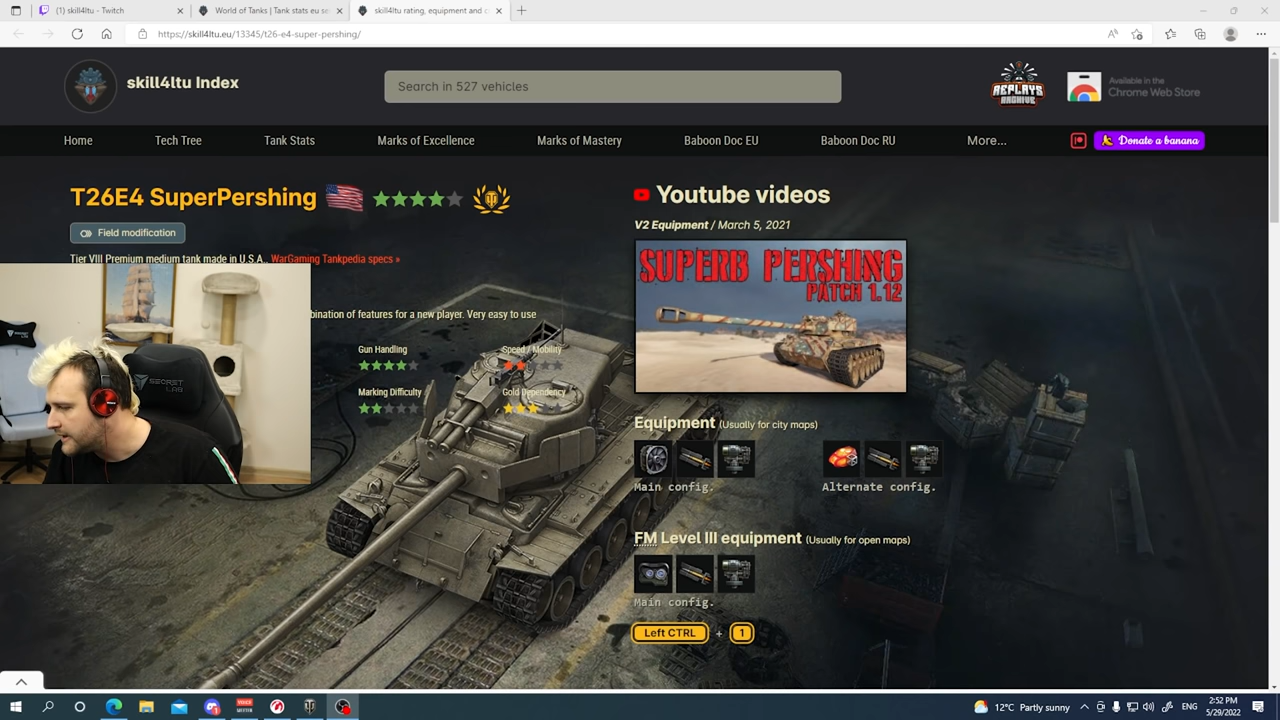 (1) skill4ltu - Twitch
World of Tanks | Tank stats eu se
skill4ltu rating, equipment and c
https://skill4ltu.eu/13345/t26-e4-super-pershing/
skill4ltu Index
Search in 527 vehicles
REPLAYS
ARCHIVE
Available in the
Chrome Web Store
Home
Tech Tree
Tank Stats
Marks of Excellence
Marks of Mastery
Baboon Doc EU
Baboon Doc RU
More...
Donate a banana
T26E4 SuperPershing
Field modification
Tier VIII Premium medium tank made in U.S.A.. WarGaming Tankpedia specs »
bination of features for a new player. Very easy to use
Gun Handling
Speed / Mobility
Marking Difficulty
Gold Dependency
SECRET
LAB
Youtube videos
V2 Equipment / March 5, 2021
SUPERB PERSHING
PATCH 1.12
Equipment (Usually for city maps)
Main config.
Alternate config.
FM Level III equipment (Usually for open maps)
Main config.
Left CTRL + 1
12°C Partly sunny
ENG
2:52 PM
5/29/2022